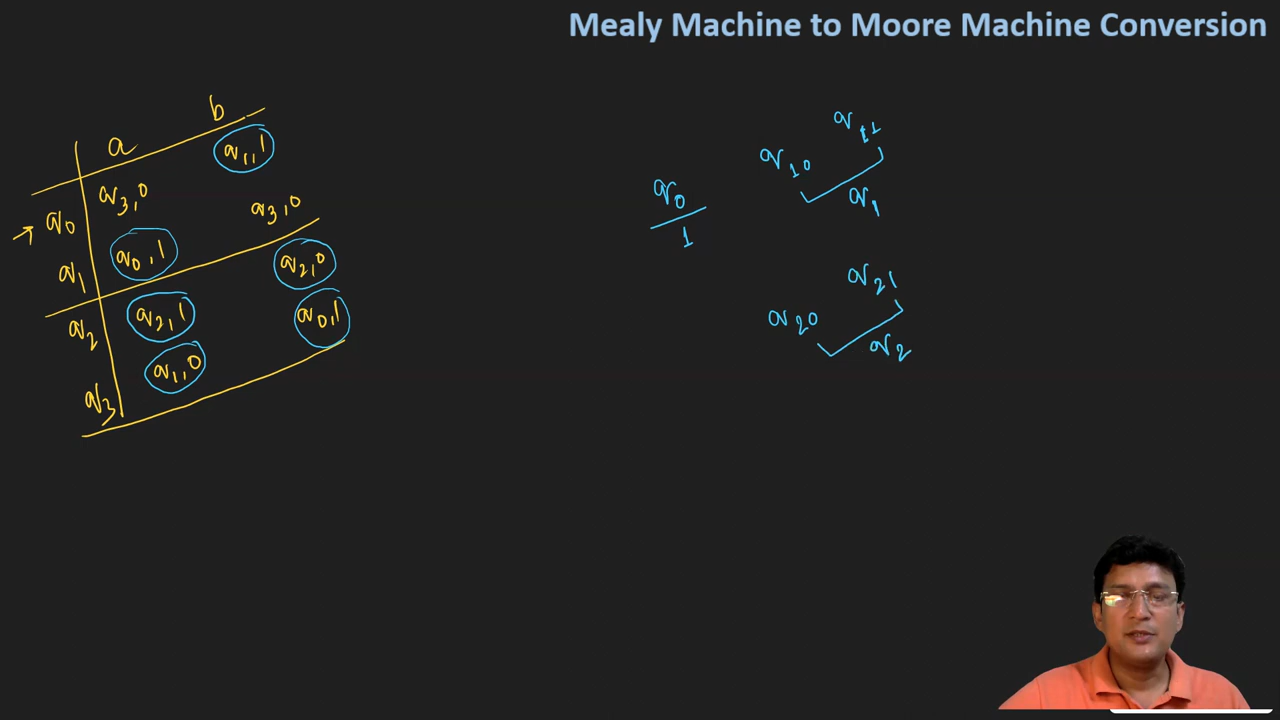 Mealy Machine to Moore Machine Conversion
a b
→ q0 q3,0 q1,1
q1 q0,1 q3,0
q2 q2,1 q2,0
q3 q1,0 q0,1
q0
1
q10 q11
q1
q20 q21
q2